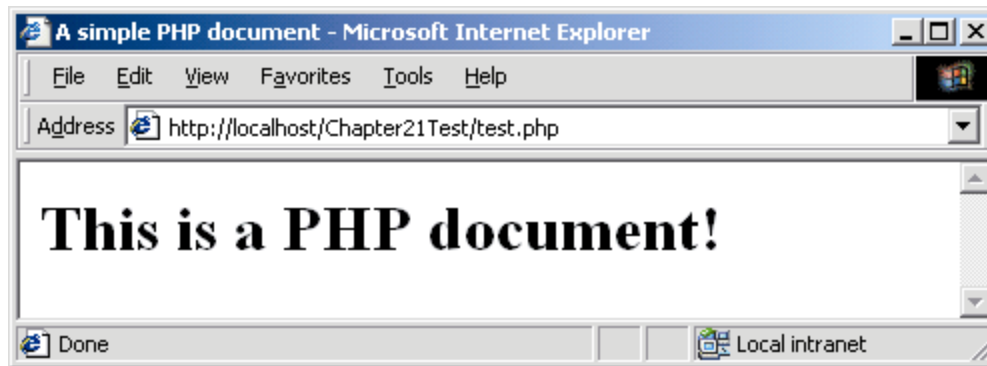 A simple PHP document - Microsoft Internet Explorer
File Edit View Favorites Tools Help
Address http://localhost/Chapter21Test/test.php
This is a PHP document!
Done Local intranet